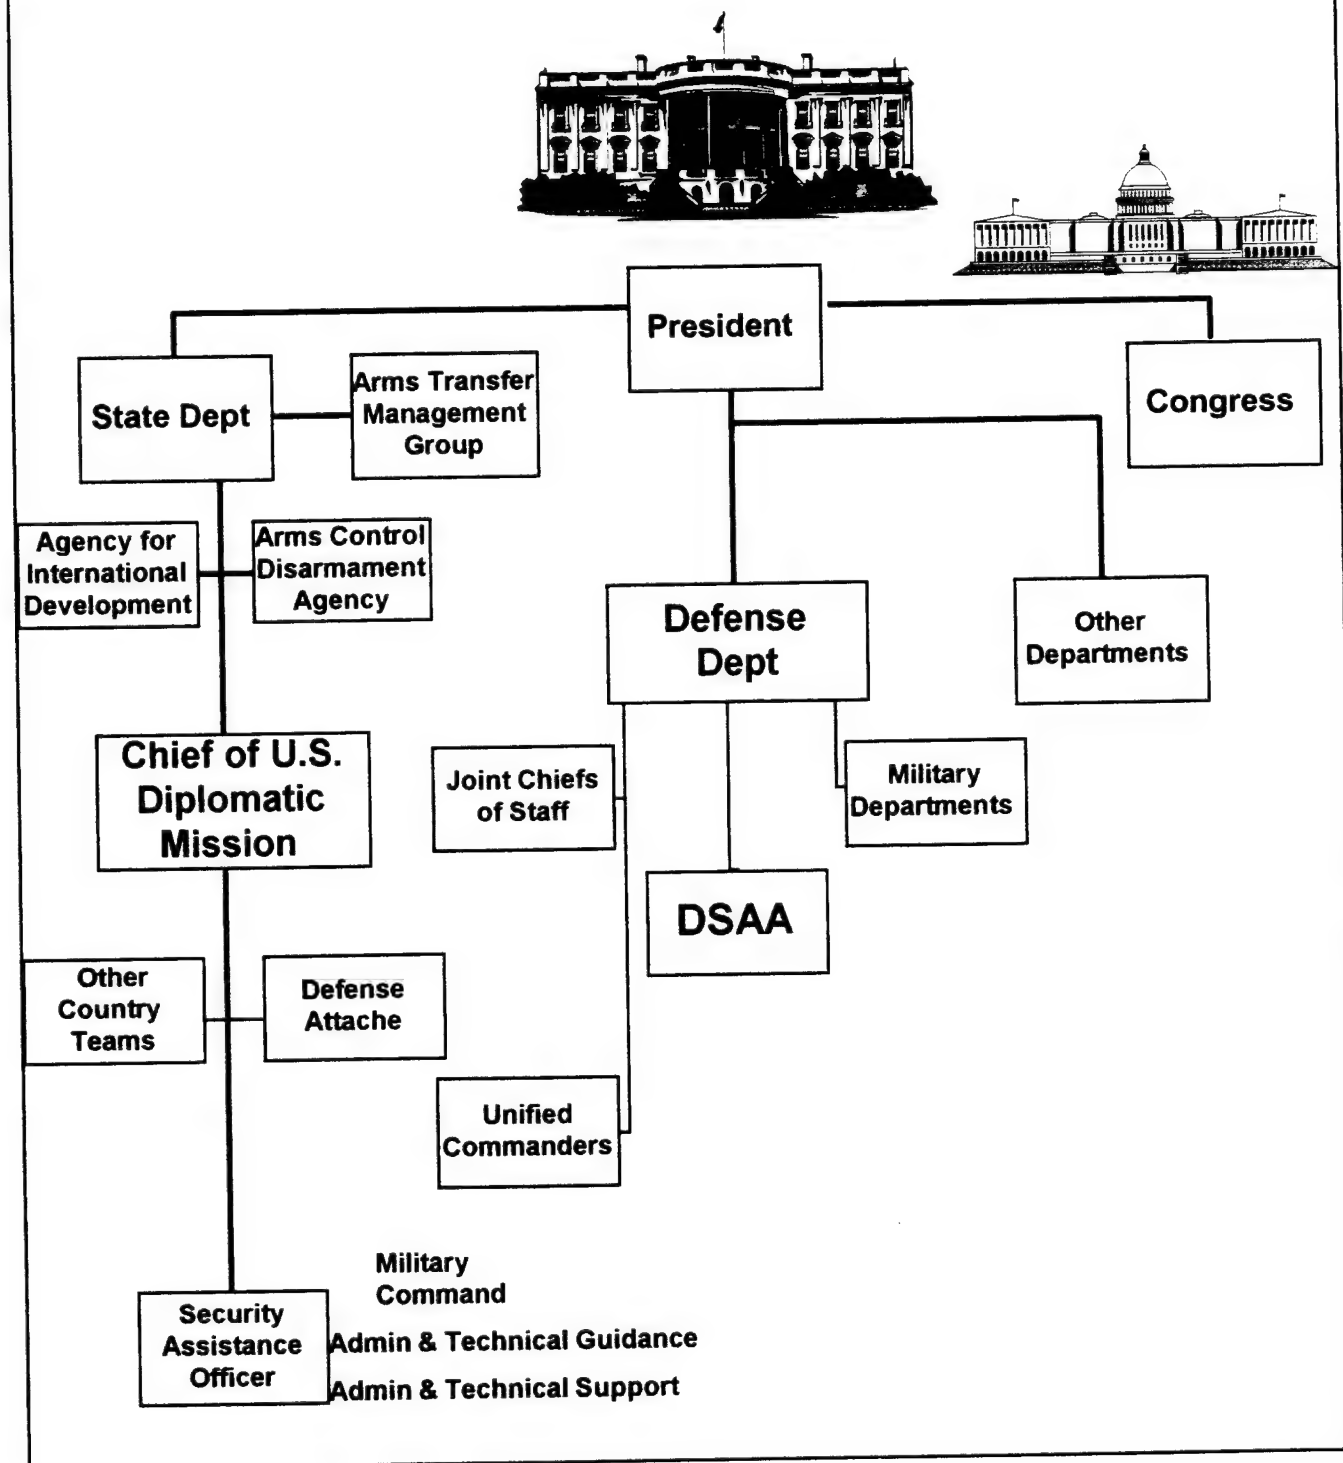 President
Congress
State Dept
Arms Transfer
Management
Group
Agency for
International
Development
Arms Control
Disarmament
Agency
Defense
Dept
Other
Departments
Chief of U.S.
Diplomatic
Mission
Joint Chiefs
of Staff
Military
Departments
DSAA
Other
Country
Teams
Defense
Attache
Unified
Commanders
Military
Command
Security
Assistance
Officer
Admin & Technical Guidance
Admin & Technical Support